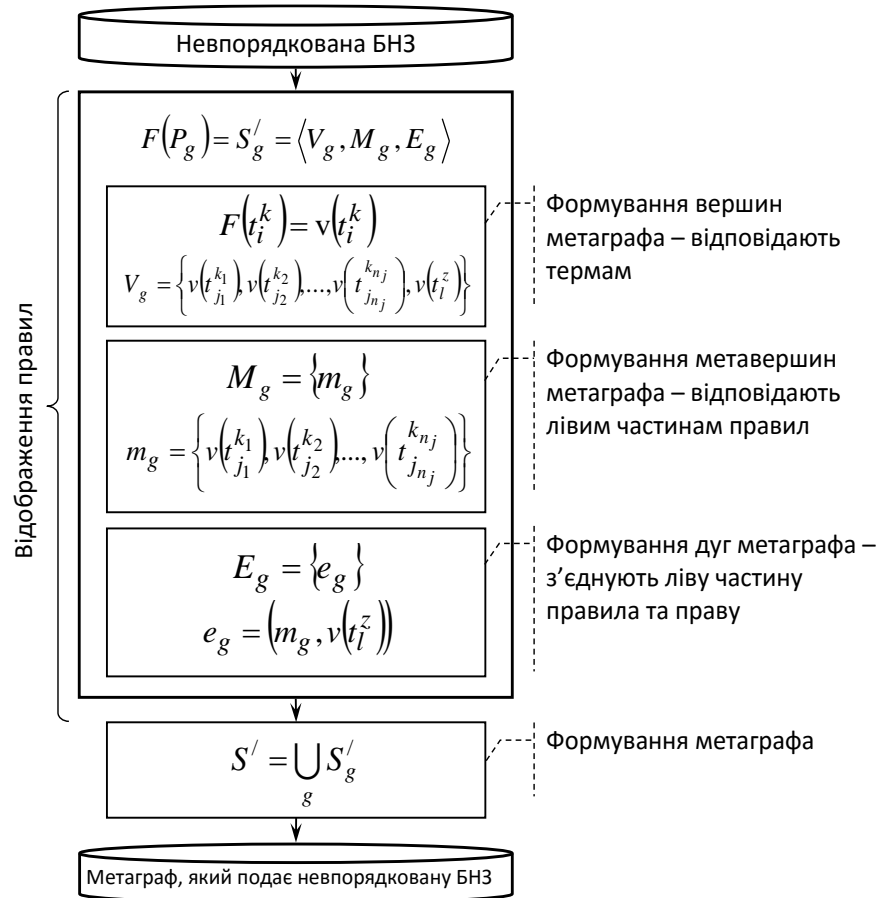 Невпорядкована БНЗ
Відображення правил
F(P_g) = S_g^/ = ⟨V_g, M_g, E_g⟩
F(t_i^k) = v(t_i^k)
V_g = {v(t_{j_1}^{k_1}), v(t_{j_2}^{k_2}),..., v(t_{j_{n_j}}^{k_{n_j}}), v(t_l^z)}
Формування вершин
метаграфа – відповідають
термам
M_g = {m_g}
m_g = {v(t_{j_1}^{k_1}), v(t_{j_2}^{k_2}),..., v(t_{j_{n_j}}^{k_{n_j}})}
Формування метавершин
метаграфа – відповідають
лівим частинам правил
E_g = {e_g}
e_g = (m_g, v(t_l^z))
Формування дуг метаграфа –
з’єднують ліву частину
правила та праву
S^/ = ⋃_g S_g^/
Формування метаграфа
Метаграф, який подає невпорядковану БНЗ